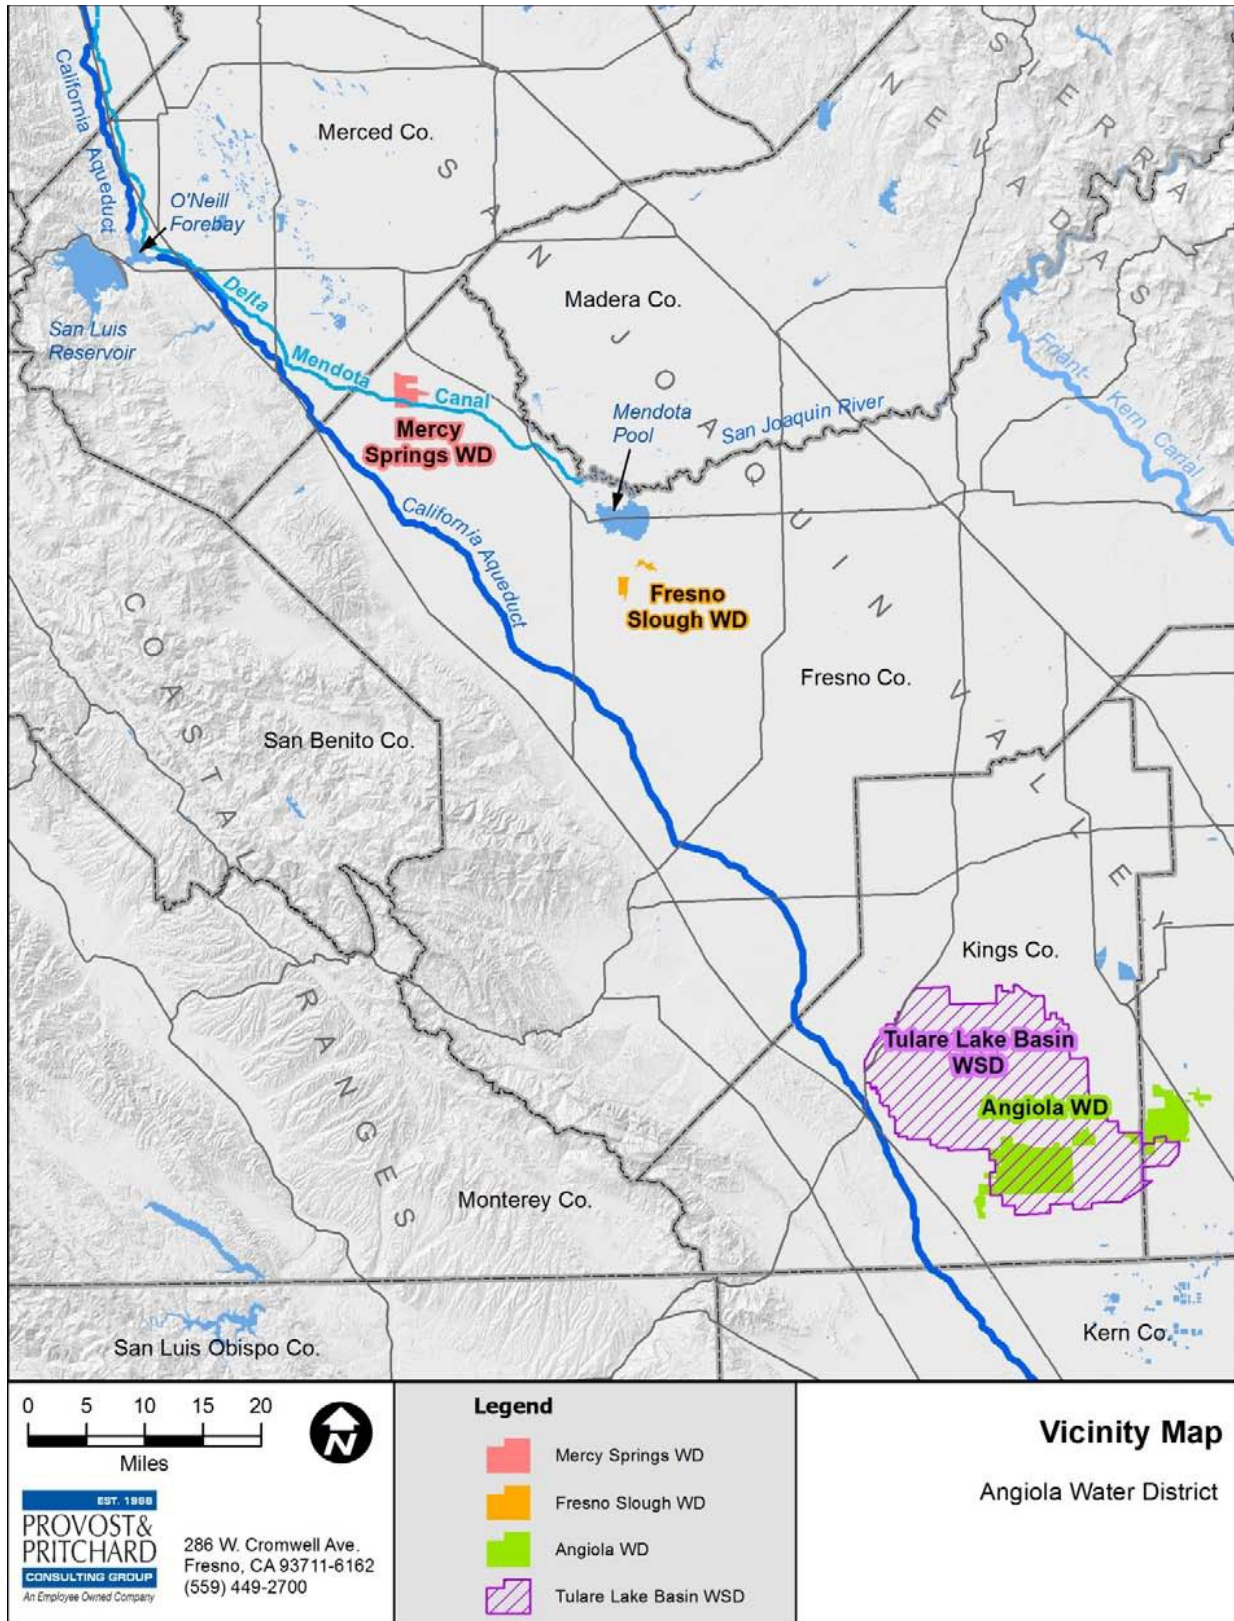 California Aqueduct
Merced Co.
SIERRA
NEVADAS
O'Neill
Forebay
SAN JOAQUIN VALLEY
San Luis
Reservoir
Delta
Mendota
Canal
Madera Co.
Mercy
Springs WD
Mendota
Pool
San Joaquin River
Friant-
Kern Canal
California Aqueduct
Fresno
Slough WD
Fresno Co.
COASTAL
RANGES
San Benito Co.
Kings Co.
Tulare Lake Basin
WSD
Angiola WD
Monterey Co.
San Luis Obispo Co.
Kern Co.
0 5 10 15 20
Miles
N
EST. 1968
PROVOST&
PRITCHARD
CONSULTING GROUP
An Employee Owned Company
286 W. Cromwell Ave.
Fresno, CA 93711-6162
(559) 449-2700
Legend
Mercy Springs WD
Fresno Slough WD
Angiola WD
Tulare Lake Basin WSD
Vicinity Map
Angiola Water District